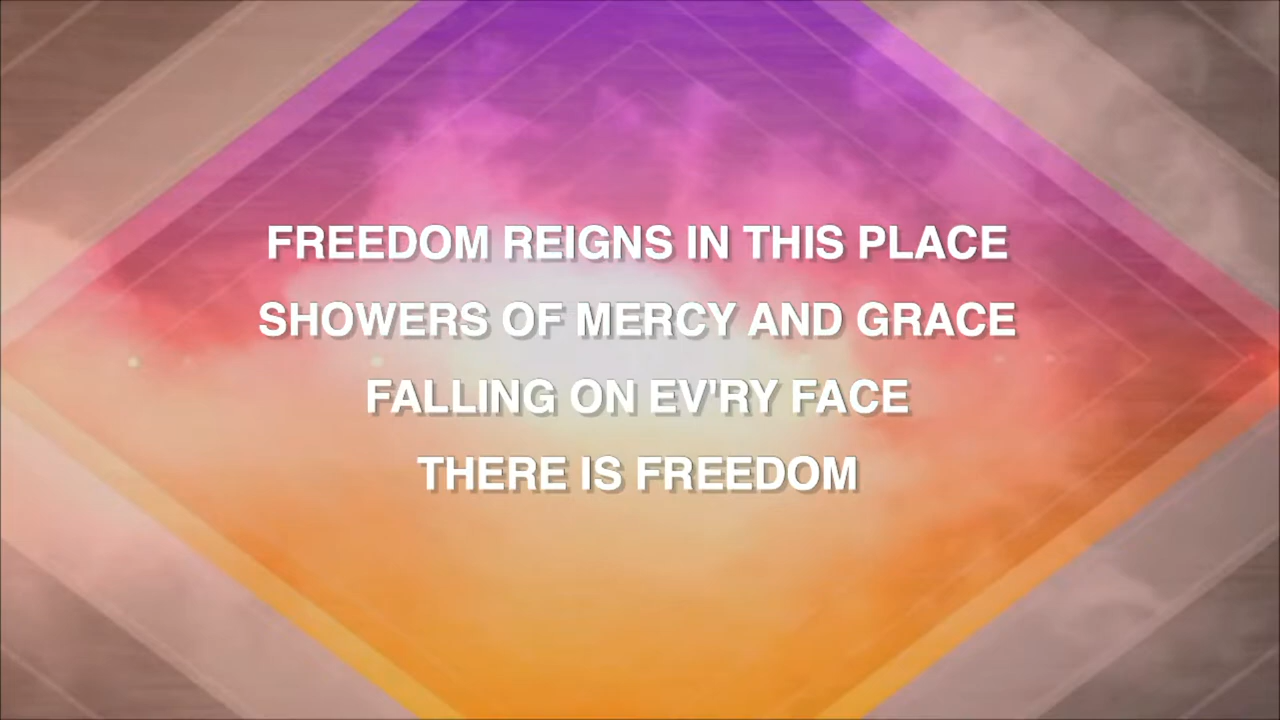 FREEDOM REIGNS IN THIS PLACE
SHOWERS OF MERCY AND GRACE
FALLING ON EV'RY FACE
THERE IS FREEDOM